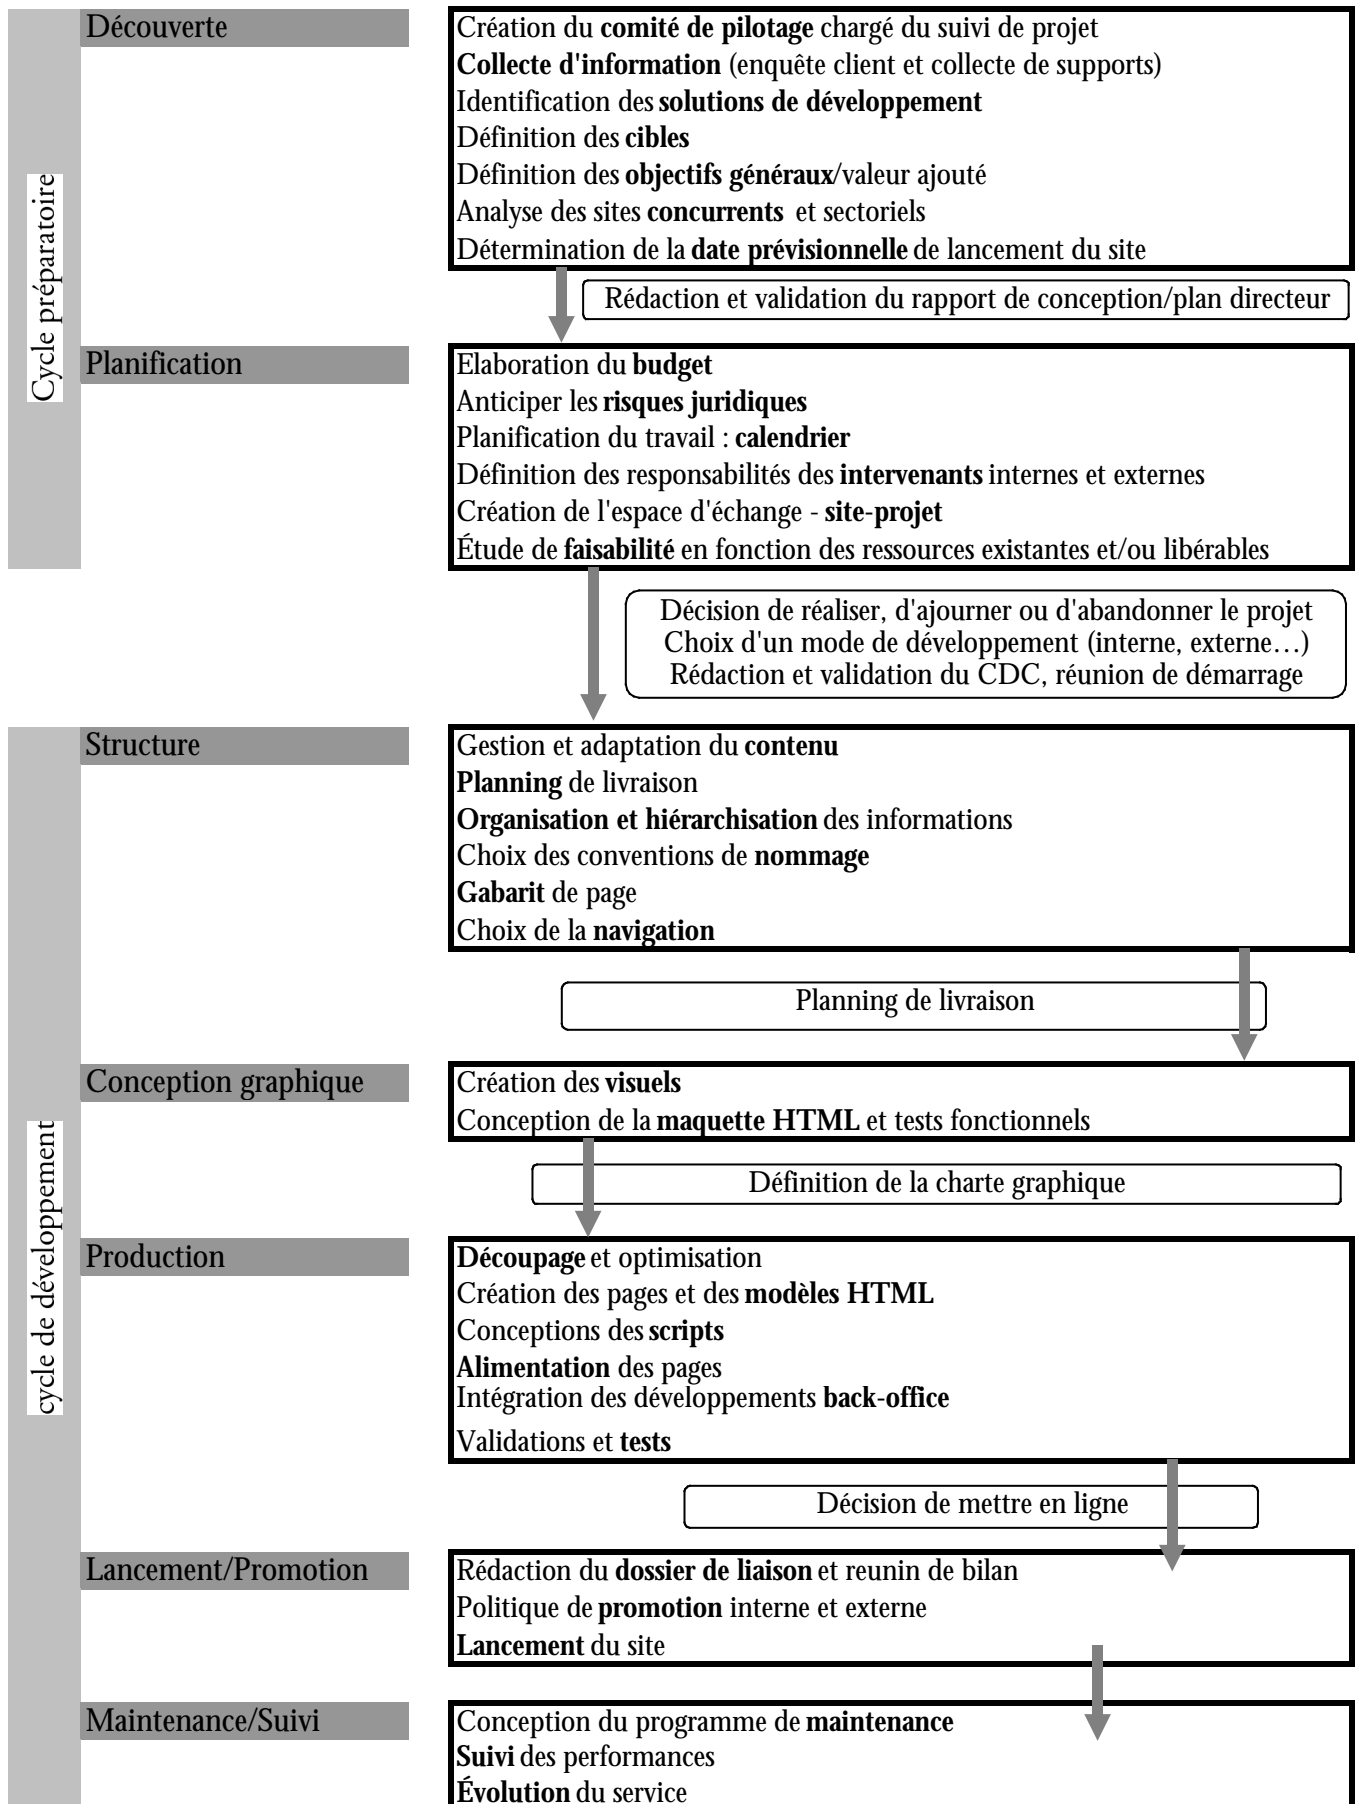 Cycle préparatoire
Découverte
Création du comité de pilotage chargé du suivi de projet
Collecte d'information (enquête client et collecte de supports)
Identification des solutions de développement
Définition des cibles
Définition des objectifs généraux/valeur ajouté
Analyse des sites concurrents et sectoriels
Détermination de la date prévisionnelle de lancement du site
Rédaction et validation du rapport de conception/plan directeur
Planification
Elaboration du budget
Anticiper les risques juridiques
Planification du travail : calendrier
Définition des responsabilités des intervenants internes et externes
Création de l'espace d'échange - site-projet
Étude de faisabilité en fonction des ressources existantes et/ou libérables
Décision de réaliser, d'ajourner ou d'abandonner le projet
Choix d'un mode de développement (interne, externe…)
Rédaction et validation du CDC, réunion de démarrage
cycle de développement
Structure
Gestion et adaptation du contenu
Planning de livraison
Organisation et hiérarchisation des informations
Choix des conventions de nommage
Gabarit de page
Choix de la navigation
Planning de livraison
Conception graphique
Création des visuels
Conception de la maquette HTML et tests fonctionnels
Définition de la charte graphique
Production
Découpage et optimisation
Création des pages et des modèles HTML
Conceptions des scripts
Alimentation des pages
Intégration des développements back-office
Validations et tests
Décision de mettre en ligne
Lancement/Promotion
Rédaction du dossier de liaison et reunin de bilan
Politique de promotion interne et externe
Lancement du site
Maintenance/Suivi
Conception du programme de maintenance
Suivi des performances
Évolution du service